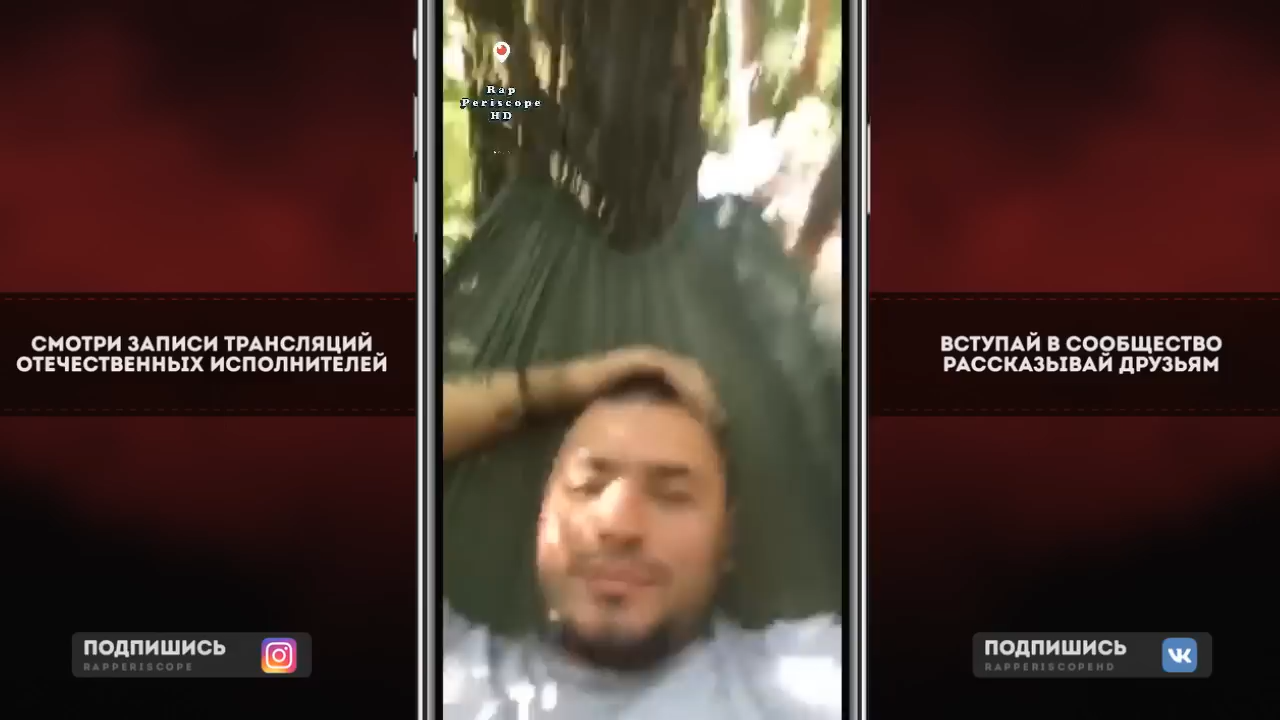 Rap
Periscope
HD
СМОТРИ ЗАПИСИ ТРАНСЛЯЦИЙ
ОТЕЧЕСТВЕННЫХ ИСПОЛНИТЕЛЕЙ
ВСТУПАЙ В СООБЩЕСТВО
РАССКАЗЫВАЙ ДРУЗЬЯМ
ПОДПИШИСЬ
RAPPERISCOPE
ПОДПИШИСЬ
RAPPERISCOPEHD